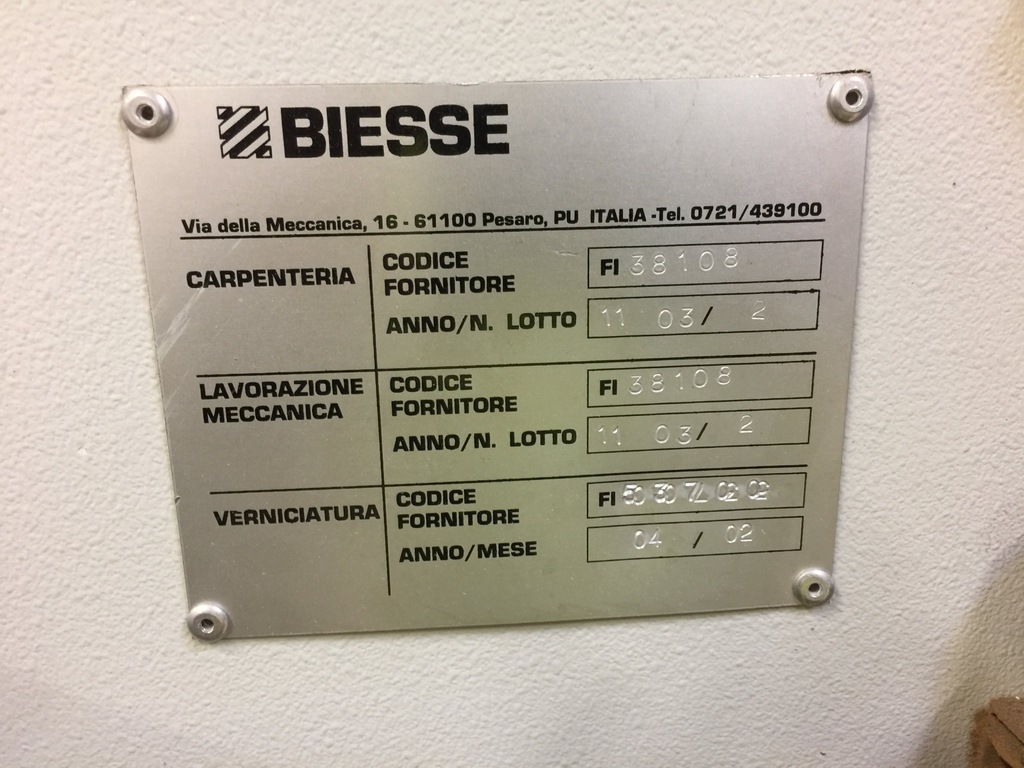 BIESSE
Via della Meccanica, 16 - 61100 Pesaro, PU ITALIA -Tel. 0721/439100
CARPENTERIA
CODICE
FORNITORE
FI 38108
ANNO/N. LOTTO
11 03/ 2
LAVORAZIONE
MECCANICA
CODICE
FORNITORE
FI 38108
ANNO/N. LOTTO
11 03/ 2
VERNICIATURA
CODICE
FORNITORE
FI
ANNO/MESE
04 / 02